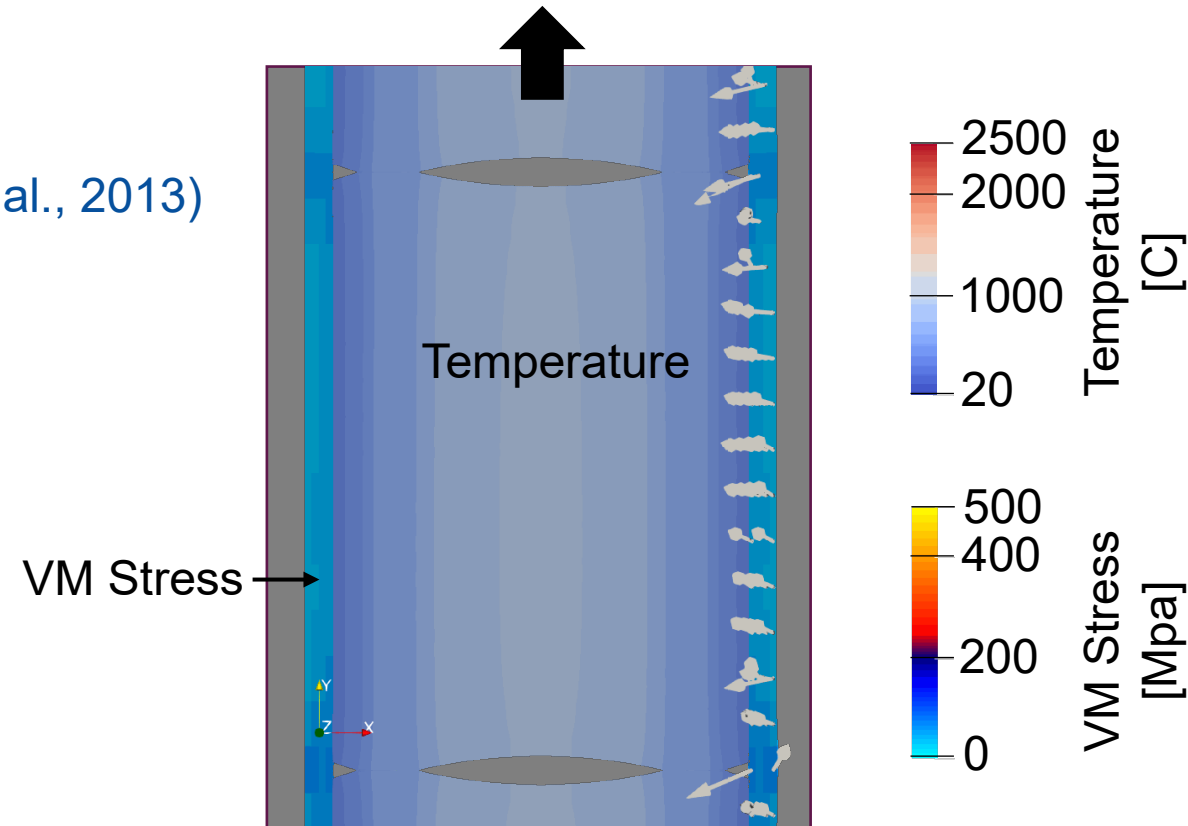 al., 2013)
Temperature
VM Stress
Y
Z
X
2500
2000
1000
20
Temperature
[C]
500
400
200
0
VM Stress
[Mpa]